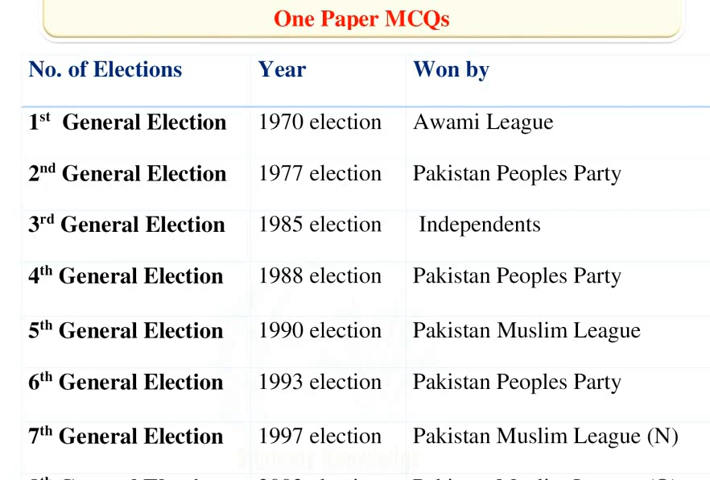 One Paper MCQs
No. of Elections Year Won by
1st General Election 1970 election Awami League
2nd General Election 1977 election Pakistan Peoples Party
3rd General Election 1985 election Independents
4th General Election 1988 election Pakistan Peoples Party
5th General Election 1990 election Pakistan Muslim League
6th General Election 1993 election Pakistan Peoples Party
7th General Election 1997 election Pakistan Muslim League (N)